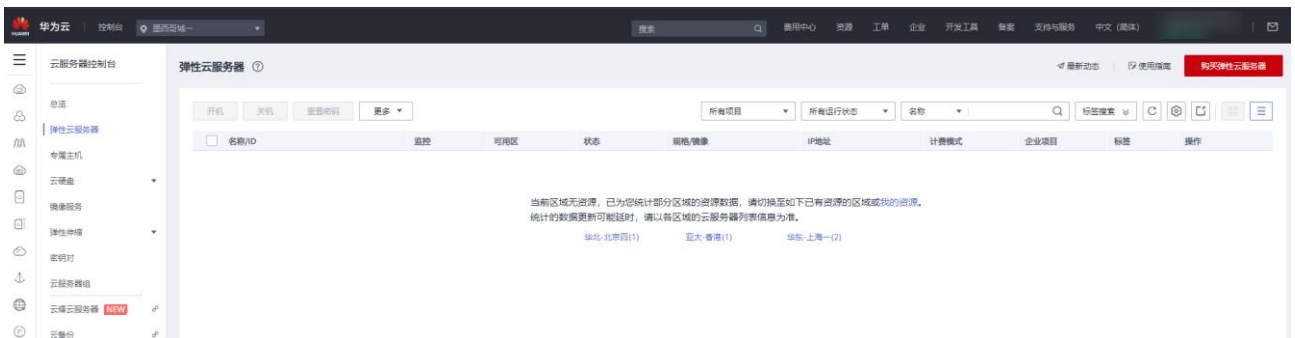 HUAWEI 华为云 控制台 墨西哥城一 搜索 费用中心 资源 工单 企业 开发工具 备案 支持与服务 中文 (简体)
云服务器控制台
弹性云服务器 最新动态 使用指南 购买弹性云服务器
总览
弹性云服务器
专属主机
云硬盘
镜像服务
弹性伸缩
密钥对
云服务器组
云耀云服务器 NEW
云备份
开机 关机 重置密码 更多 所有项目 所有运行状态 名称 标签搜索
名称/ID 监控 可用区 状态 规格/镜像 IP地址 计费模式 企业项目 标签 操作
当前区域无资源，已为您统计部分区域的资源数据，请切换至如下已有资源的区域或我的资源。
统计的数据更新可能延时，请以各区域的云服务器列表信息为准。
华北-北京四(1) 亚太-香港(1) 华东-上海一(2)